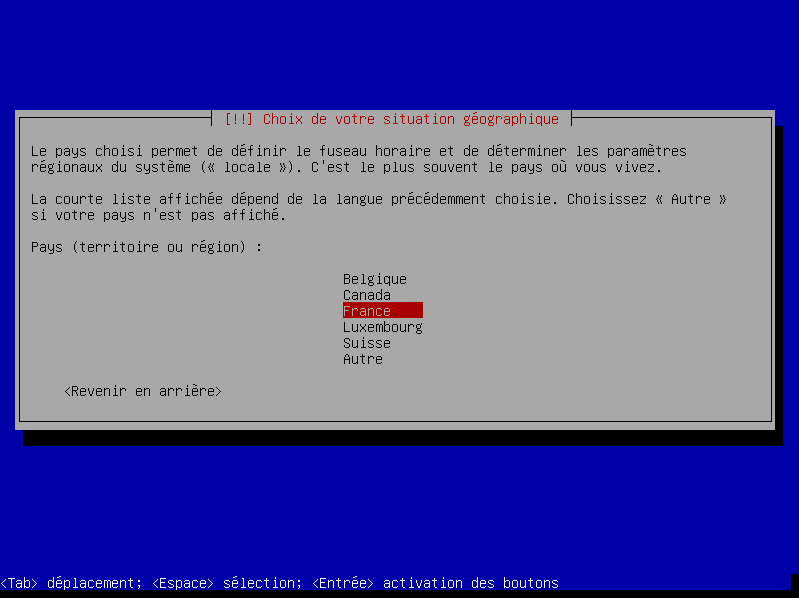 [!!] Choix de votre situation géographique
Le pays choisi permet de définir le fuseau horaire et de déterminer les paramètres
régionaux du système (« locale »). C'est le plus souvent le pays où vous vivez.
La courte liste affichée dépend de la langue précédemment choisie. Choisissez « Autre »
si votre pays n'est pas affiché.
Pays (territoire ou région) :
Belgique
Canada
France
Luxembourg
Suisse
Autre
<Revenir en arrière>
<Tab> déplacement; <Espace> sélection; <Entrée> activation des boutons